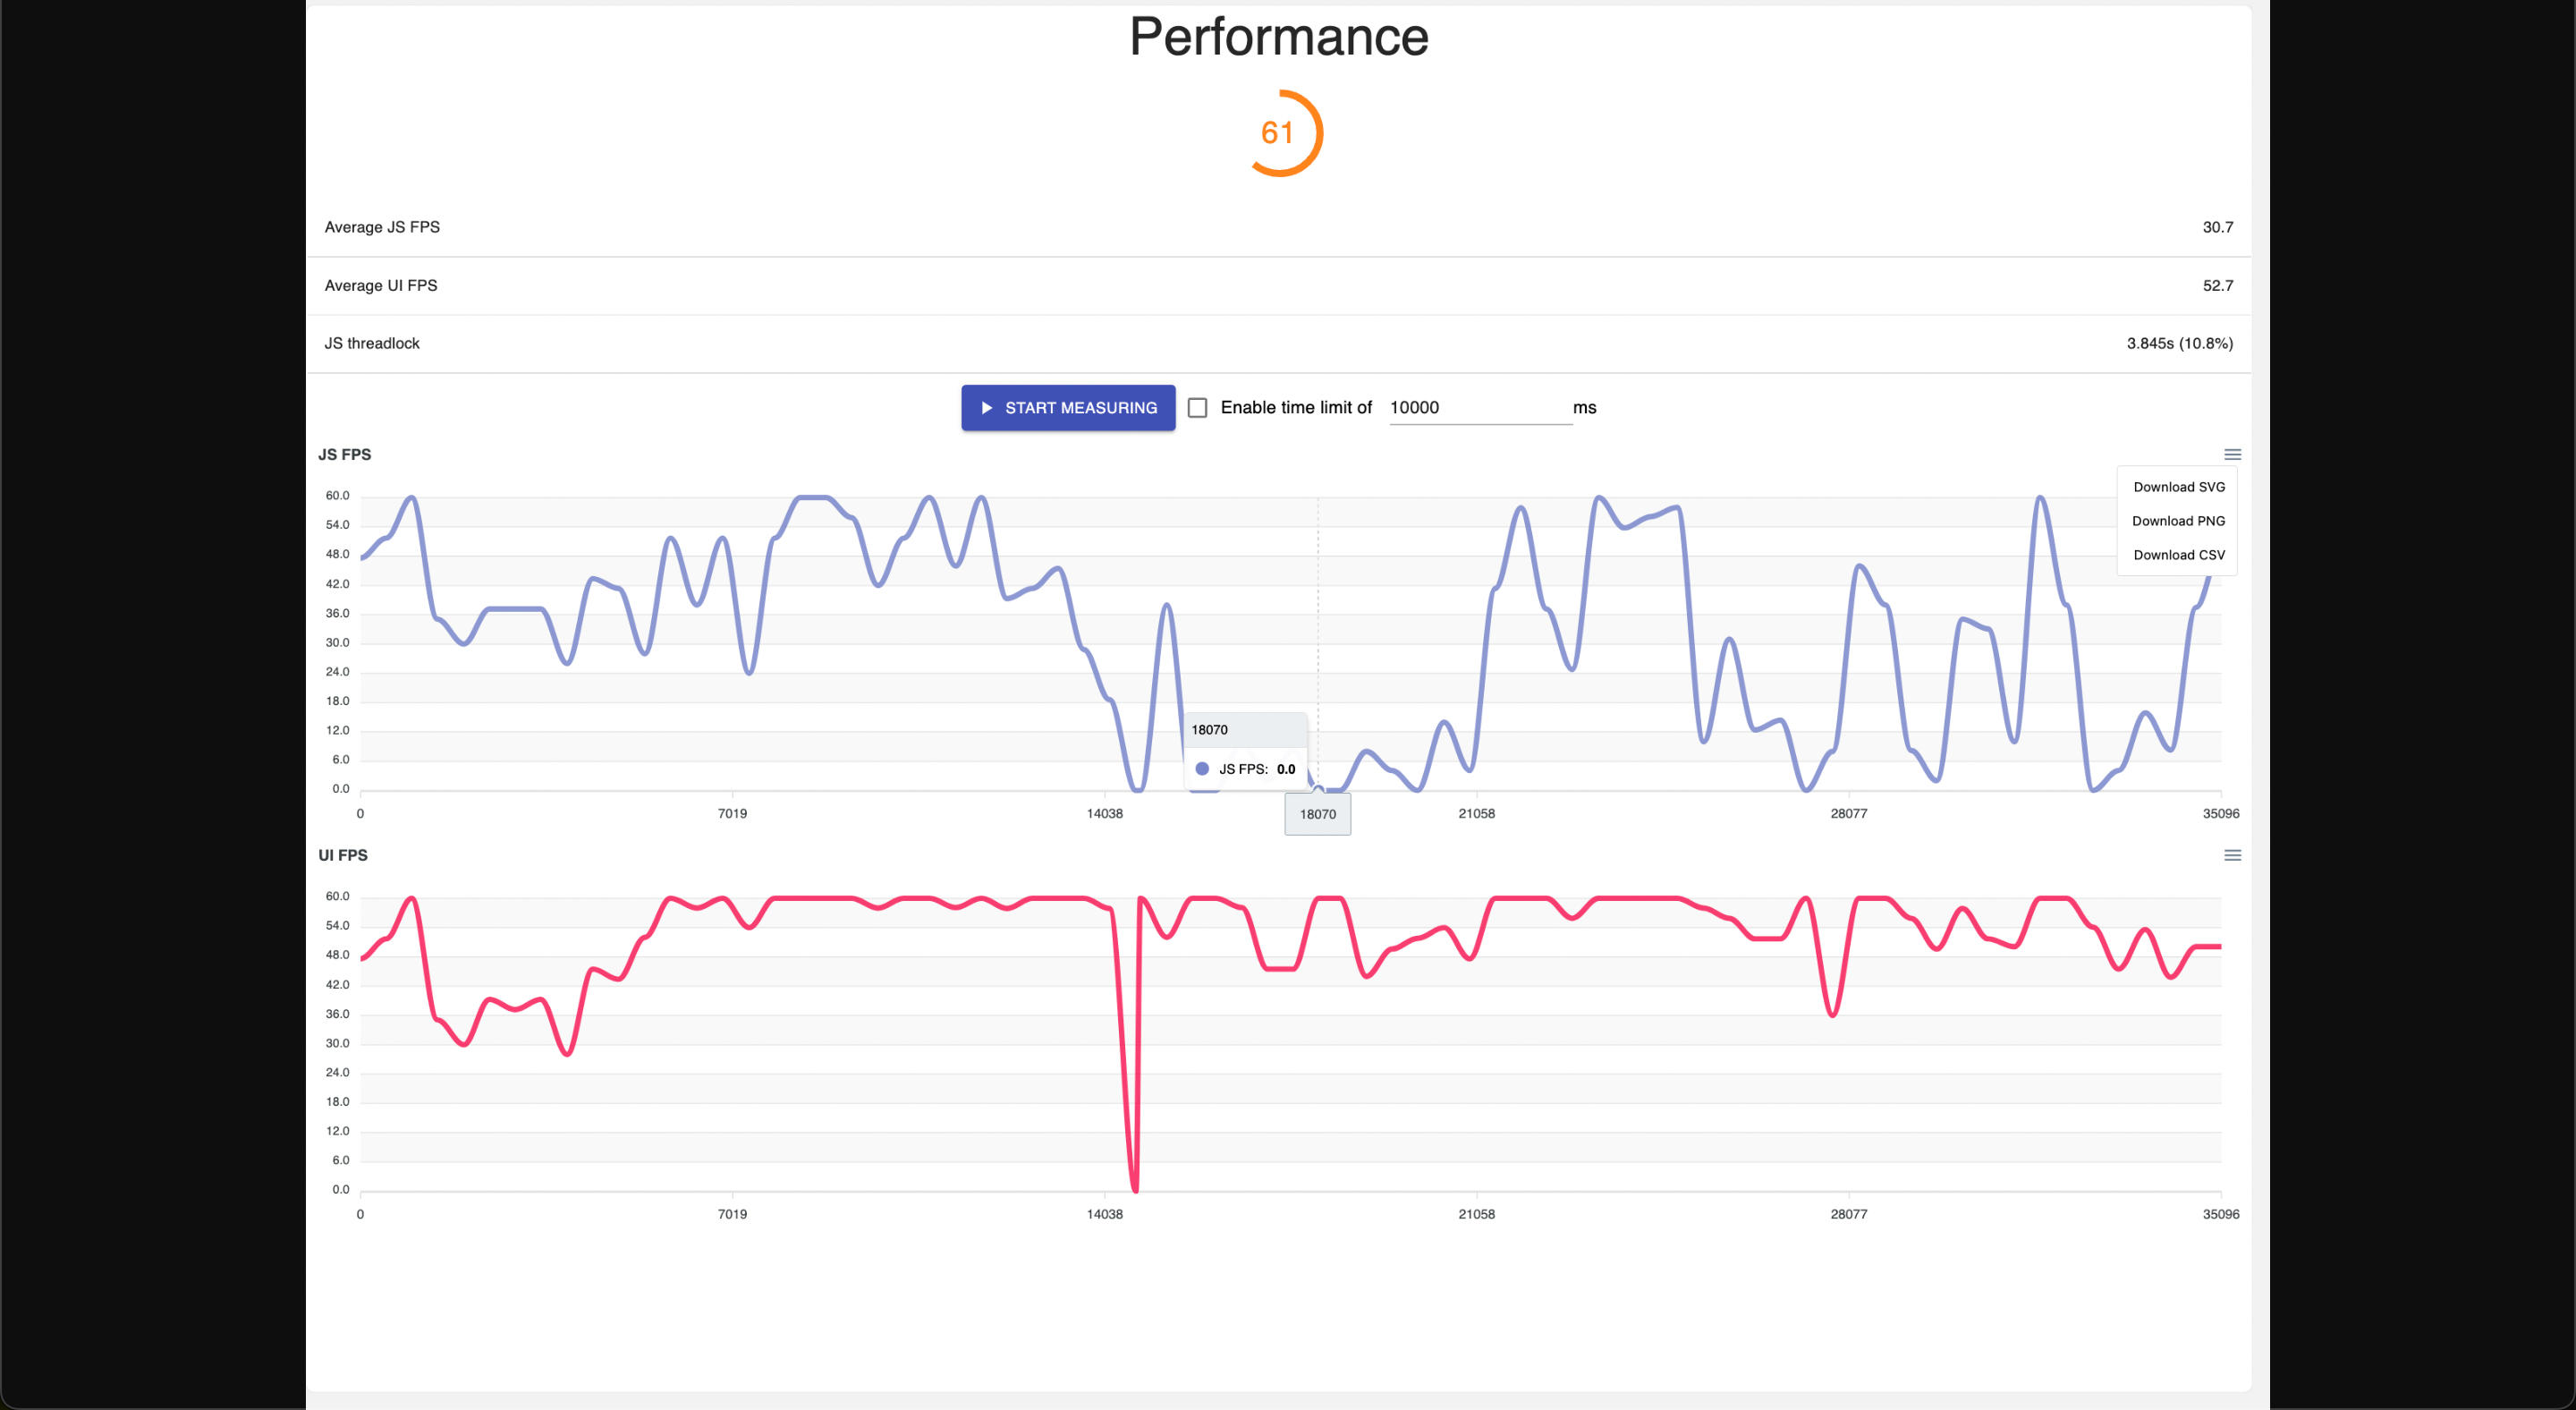 Performance
61
Average JS FPS 30.7
Average UI FPS 52.7
JS threadlock 3.845s (10.8%)
START MEASURING Enable time limit of 10000 ms
JS FPS
Download SVG
Download PNG
Download CSV
60.0
54.0
48.0
42.0
36.0
30.0
24.0
18.0
12.0
6.0
0.0
18070
JS FPS: 0.0
0 7019 14038 18070 21058 28077 35096
UI FPS
60.0
54.0
48.0
42.0
36.0
30.0
24.0
18.0
12.0
6.0
0.0
0 7019 14038 21058 28077 35096